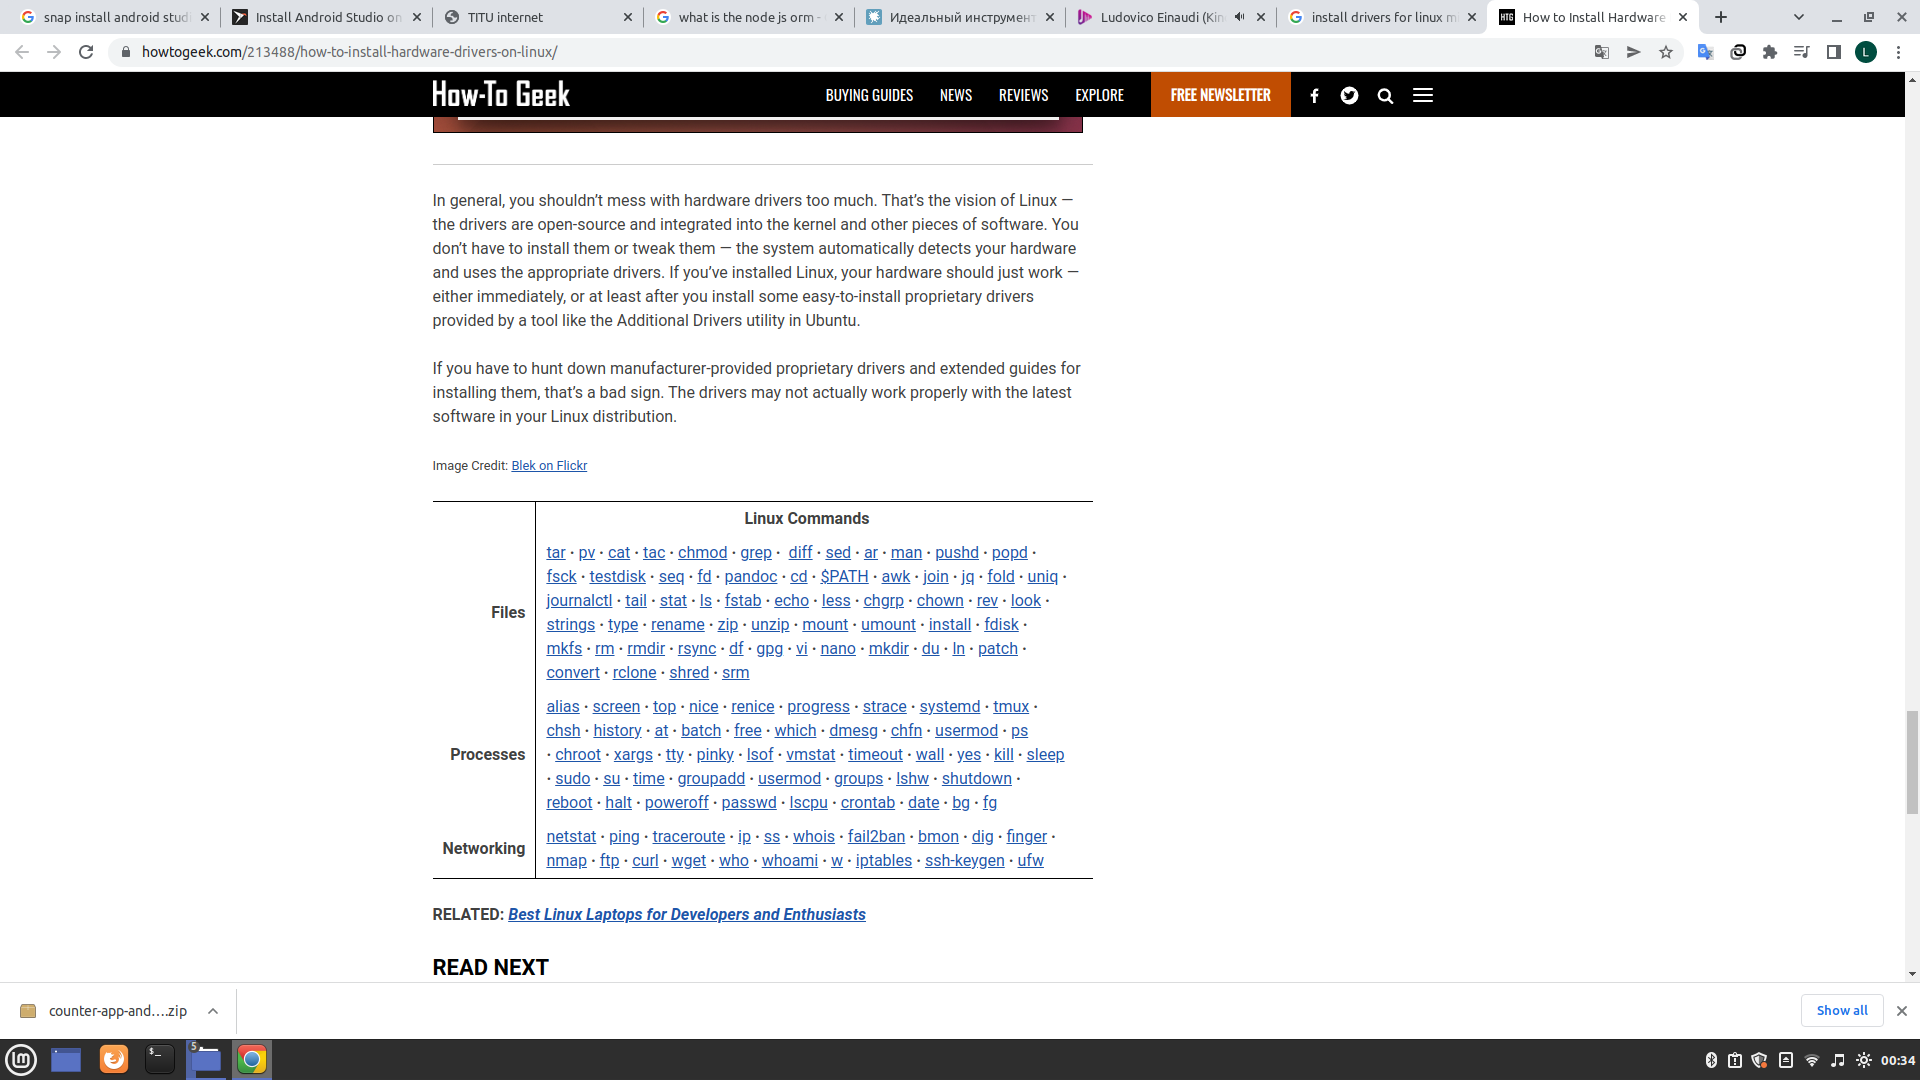 snap install android studi
Install Android Studio on
TITU internet
what is the node js orm -
Идеальный инструмент
Ludovico Einaudi (Kin
install drivers for linux mi
How to Install Hardware
howtogeek.com/213488/how-to-install-hardware-drivers-on-linux/
L
How-To Geek
BUYING GUIDES NEWS REVIEWS EXPLORE FREE NEWSLETTER
In general, you shouldn’t mess with hardware drivers too much. That’s the vision of Linux —
the drivers are open-source and integrated into the kernel and other pieces of software. You
don’t have to install them or tweak them — the system automatically detects your hardware
and uses the appropriate drivers. If you’ve installed Linux, your hardware should just work —
either immediately, or at least after you install some easy-to-install proprietary drivers
provided by a tool like the Additional Drivers utility in Ubuntu.
If you have to hunt down manufacturer-provided proprietary drivers and extended guides for
installing them, that’s a bad sign. The drivers may not actually work properly with the latest
software in your Linux distribution.
Image Credit: Blek on Flickr
Linux Commands
Files
tar · pv · cat · tac · chmod · grep · diff · sed · ar · man · pushd · popd ·
fsck · testdisk · seq · fd · pandoc · cd · $PATH · awk · join · jq · fold · uniq ·
journalctl · tail · stat · ls · fstab · echo · less · chgrp · chown · rev · look ·
strings · type · rename · zip · unzip · mount · umount · install · fdisk ·
mkfs · rm · rmdir · rsync · df · gpg · vi · nano · mkdir · du · ln · patch ·
convert · rclone · shred · srm
Processes
alias · screen · top · nice · renice · progress · strace · systemd · tmux ·
chsh · history · at · batch · free · which · dmesg · chfn · usermod · ps
· chroot · xargs · tty · pinky · lsof · vmstat · timeout · wall · yes · kill · sleep
· sudo · su · time · groupadd · usermod · groups · lshw · shutdown ·
reboot · halt · poweroff · passwd · lscpu · crontab · date · bg · fg
Networking
netstat · ping · traceroute · ip · ss · whois · fail2ban · bmon · dig · finger ·
nmap · ftp · curl · wget · who · whoami · w · iptables · ssh-keygen · ufw
RELATED: Best Linux Laptops for Developers and Enthusiasts
READ NEXT
counter-app-and....zip
Show all
5
00:34